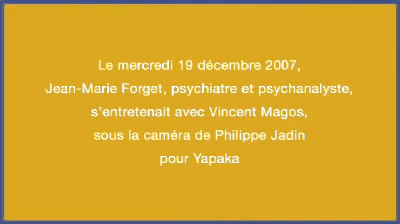 Le mercredi 19 décembre 2007,
Jean-Marie Forget, psychiatre et psychanalyste,
s'entretenait avec Vincent Magos,
sous la caméra de Philippe Jadin
pour Yapaka